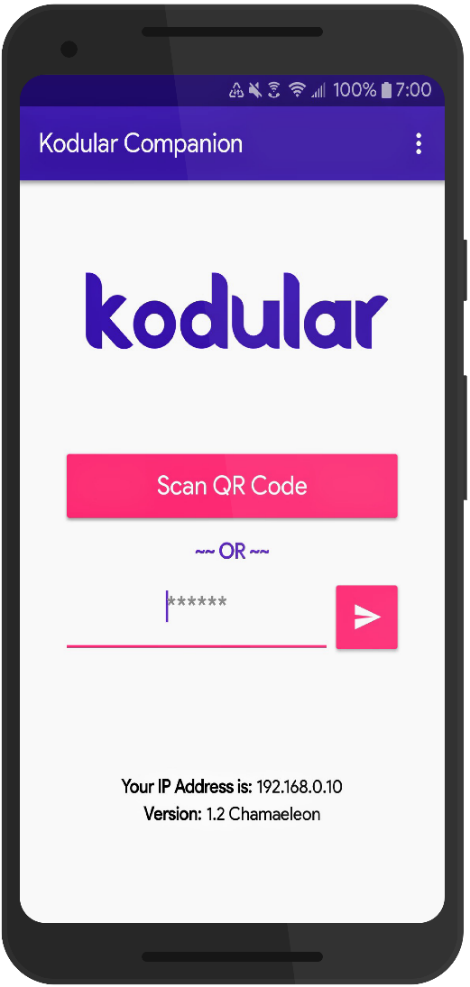 100% 7:00
Kodular Companion
kodular
Scan QR Code
~~ OR ~~
******
Your IP Address is: 192.168.0.10
Version: 1.2 Chamaeleon